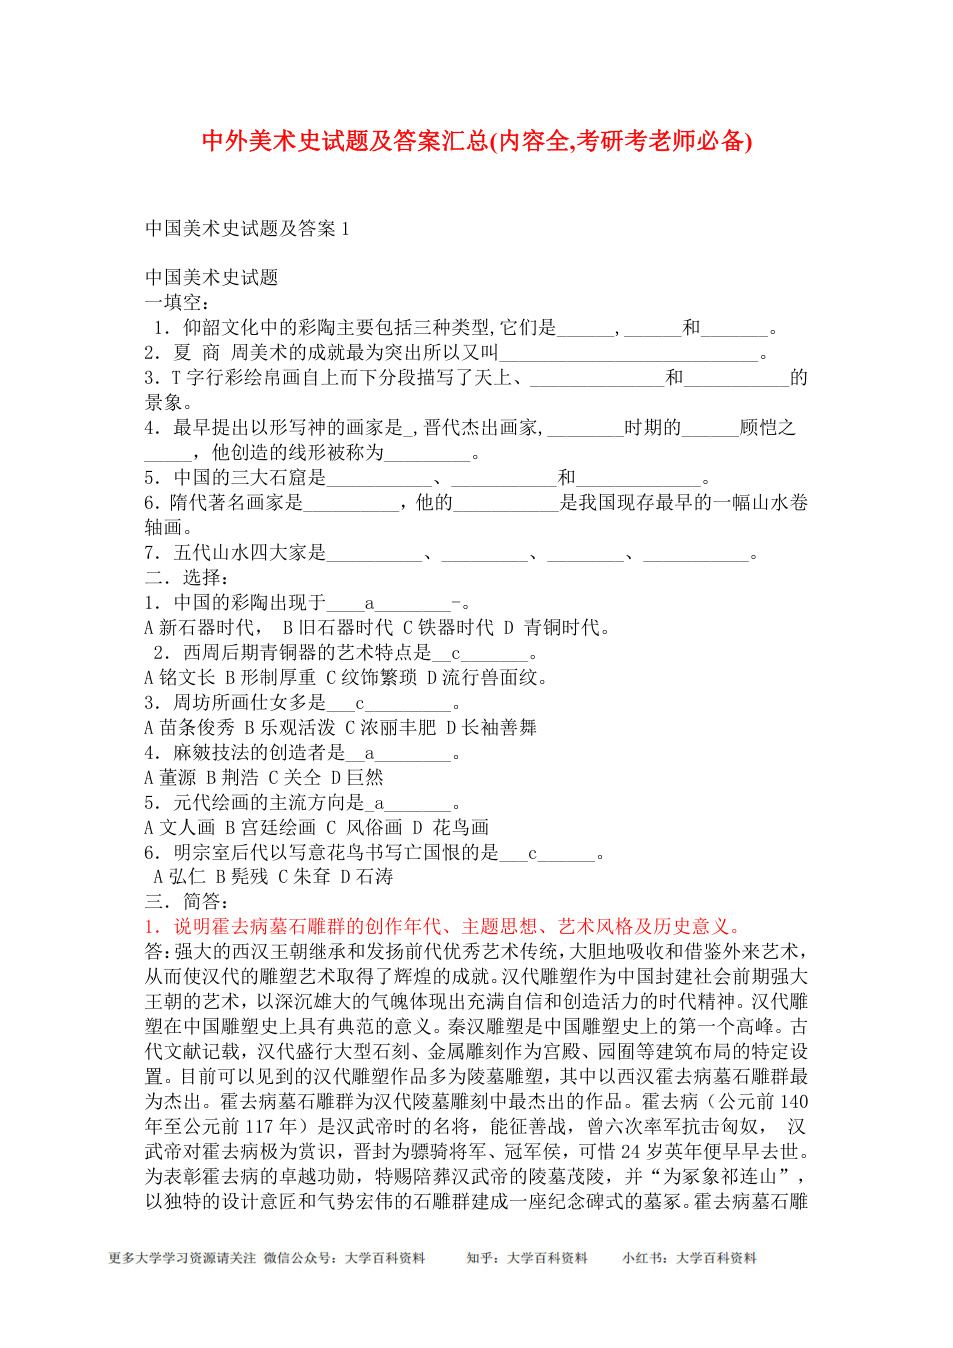 中外美术史试题及答案汇总(内容全,考研考老师必备)
中国美术史试题及答案 1
中国美术史试题
一填空:
1．仰韶文化中的彩陶主要包括三种类型,它们是______,______和_______。
2．夏 商 周美术的成就最为突出所以又叫___________________________。
3．T 字行彩绘帛画自上而下分段描写了天上、______________和___________的
景象。
4．最早提出以形写神的画家是_,晋代杰出画家,________时期的______顾恺之
_____，他创造的线形被称为_________。
5．中国的三大石窟是___________、___________和_____________。
6．隋代著名画家是__________，他的___________是我国现存最早的一幅山水卷
轴画。
7．五代山水四大家是__________、_________、________、___________。
二．选择:
1．中国的彩陶出现于____a________-。
A 新石器时代， B 旧石器时代 C 铁器时代 D 青铜时代。
2．西周后期青铜器的艺术特点是__c_______。
A 铭文长 B 形制厚重 C 纹饰繁琐 D 流行兽面纹。
3．周坊所画仕女多是___c_________。
A 苗条俊秀 B 乐观活泼 C 浓丽丰肥 D 长袖善舞
4．麻皴技法的创造者是__a________。
A 董源 B 荆浩 C 关仝 D 巨然
5．元代绘画的主流方向是_a_______。
A 文人画 B 宫廷绘画 C 风俗画 D 花鸟画
6．明宗室后代以写意花鸟书写亡国恨的是___c______。
A 弘仁 B 髡残 C 朱耷 D 石涛
三．简答:
1．说明霍去病墓石雕群的创作年代、主题思想、艺术风格及历史意义。
答:强大的西汉王朝继承和发扬前代优秀艺术传统,大胆地吸收和借鉴外来艺术,
从而使汉代的雕塑艺术取得了辉煌的成就。汉代雕塑作为中国封建社会前期强大
王朝的艺术,以深沉雄大的气魄体现出充满自信和创造活力的时代精神。汉代雕
塑在中国雕塑史上具有典范的意义。秦汉雕塑是中国雕塑史上的第一个高峰。古
代文献记载,汉代盛行大型石刻、金属雕刻作为宫殿、园囿等建筑布局的特定设
置。目前可以见到的汉代雕塑作品多为陵墓雕塑,其中以西汉霍去病墓石雕群最
为杰出。霍去病墓石雕群为汉代陵墓雕刻中最杰出的作品。霍去病（公元前 140
年至公元前 117 年）是汉武帝时的名将，能征善战，曾六次率军抗击匈奴， 汉
武帝对霍去病极为赏识，晋封为骠骑将军、冠军侯，可惜 24 岁英年便早早去世。
为表彰霍去病的卓越功勋，特赐陪葬汉武帝的陵墓茂陵，并“为冢象祁连山”，
以独特的设计意匠和气势宏伟的石雕群建成一座纪念碑式的墓冢。霍去病墓石雕
更多大学学习资源请关注 微信公众号：大学百科资料 知乎：大学百科资料 小红书：大学百科资料